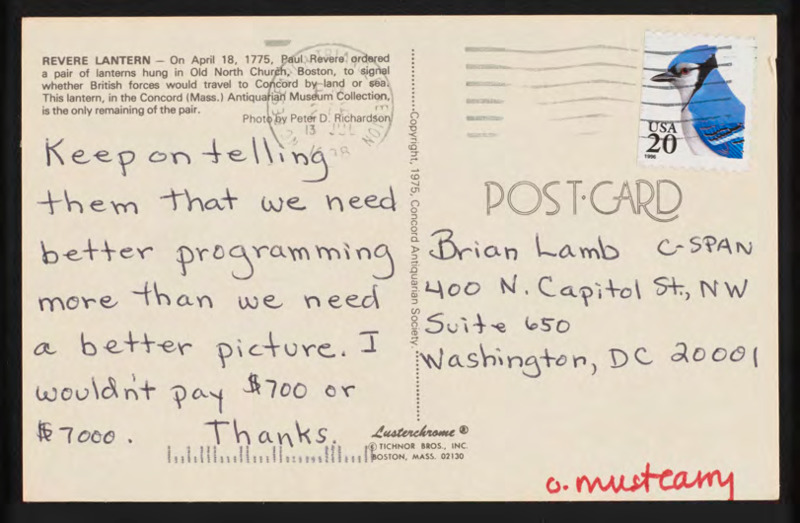 REVERE LANTERN — On April 18, 1775, Paul Revere ordered
a pair of lanterns hung in Old North Church, Boston, to signal
whether British forces would travel to Concord by land or sea.
This lantern, in the Concord (Mass.) Antiquarian Museum Collection,
is the only remaining of the pair.
Photo by Peter D. Richardson
Keep on telling
them that we need
better programming
more than we need
a better picture. I
wouldn't pay $700 or
$7000. Thanks.
Copyright, 1975, Concord Antiquarian Society.
USA
20
1996
POST-CARD
Brian Lamb C-SPAN
400 N. Capitol St., NW
Suite 650
Washington, DC 20001
Lusterchrome ®
© TICHNOR BROS., INC.
BOSTON, MASS. 02130